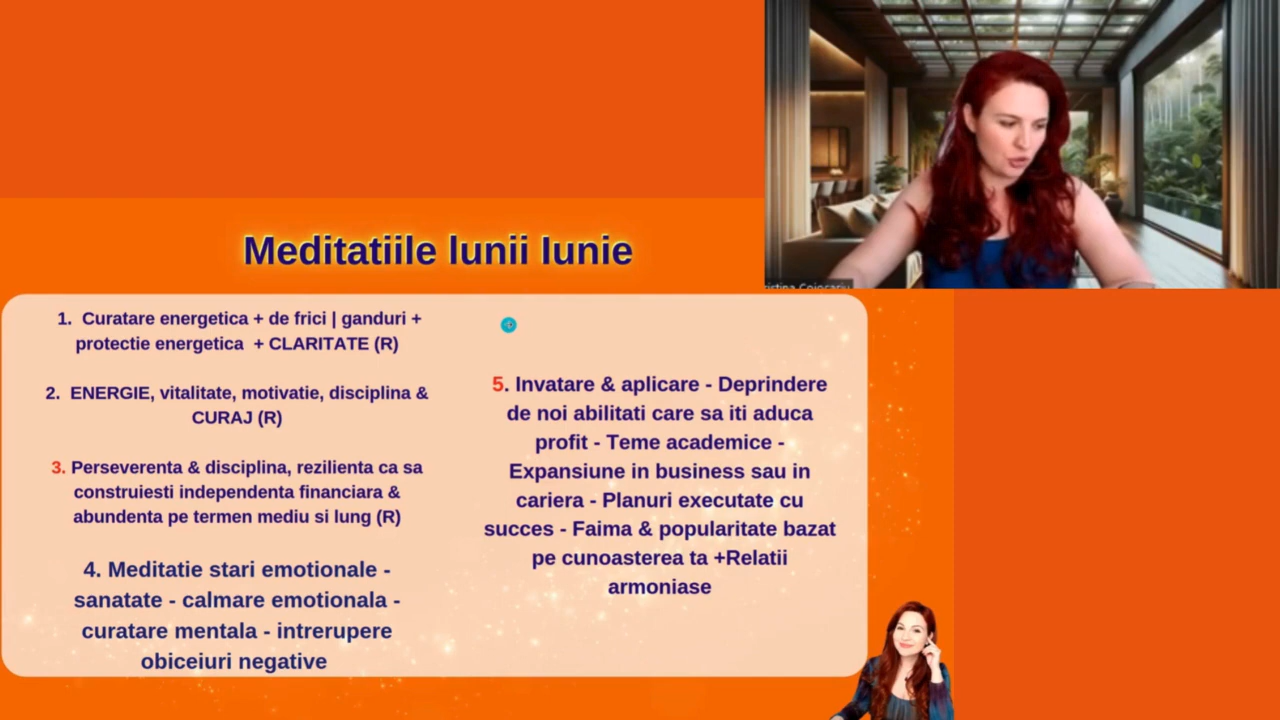 Meditatiile lunii Iunie
1. Curatare energetica + de frici | ganduri +
protectie energetica + CLARITATE (R)
2. ENERGIE, vitalitate, motivatie, disciplina &
CURAJ (R)
3. Perseverenta & disciplina, rezilienta ca sa
construiesti independenta financiara &
abundenta pe termen mediu si lung (R)
4. Meditatie stari emotionale -
sanatate - calmare emotionala -
curatare mentala - intrerupere
obiceiuri negative
5. Invatare & aplicare - Deprindere
de noi abilitati care sa iti aduca
profit - Teme academice -
Expansiune in business sau in
cariera - Planuri executate cu
succes - Faima & popularitate bazat
pe cunoasterea ta +Relatii
armoniase